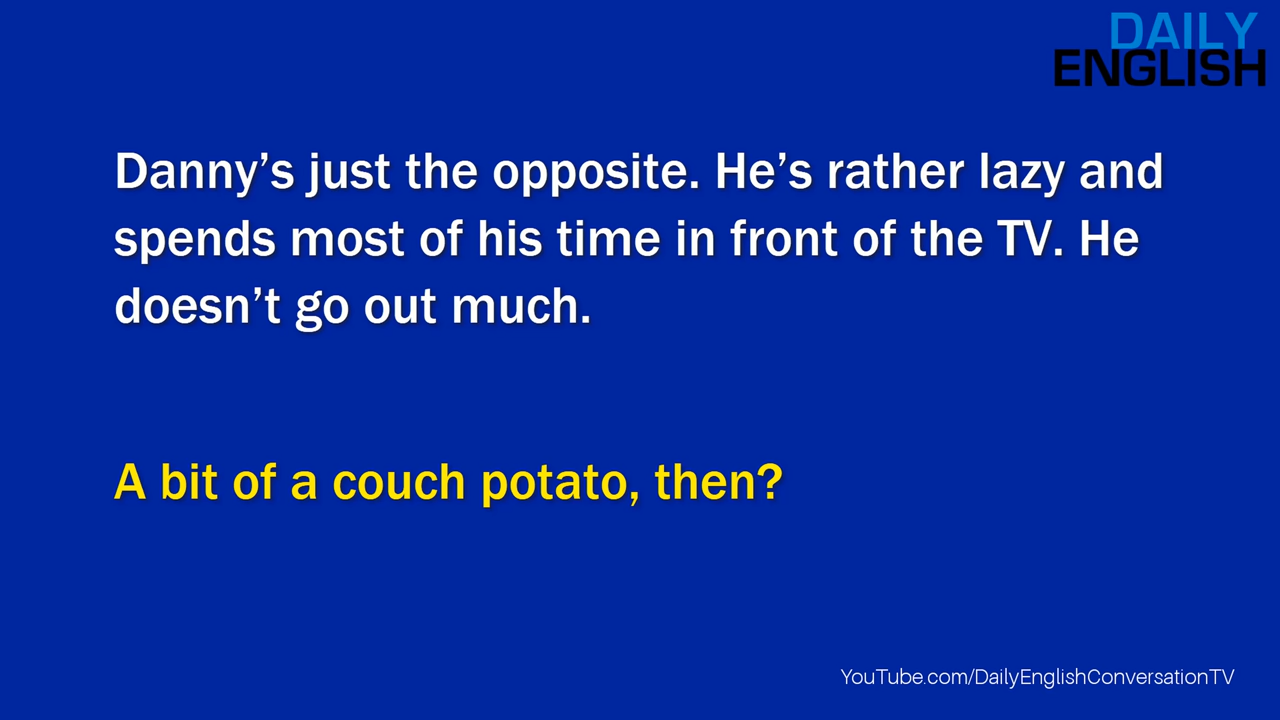 DAILY
ENGLISH
Danny’s just the opposite. He’s rather lazy and
spends most of his time in front of the TV. He
doesn’t go out much.
A bit of a couch potato, then?
YouTube.com/DailyEnglishConversationTV